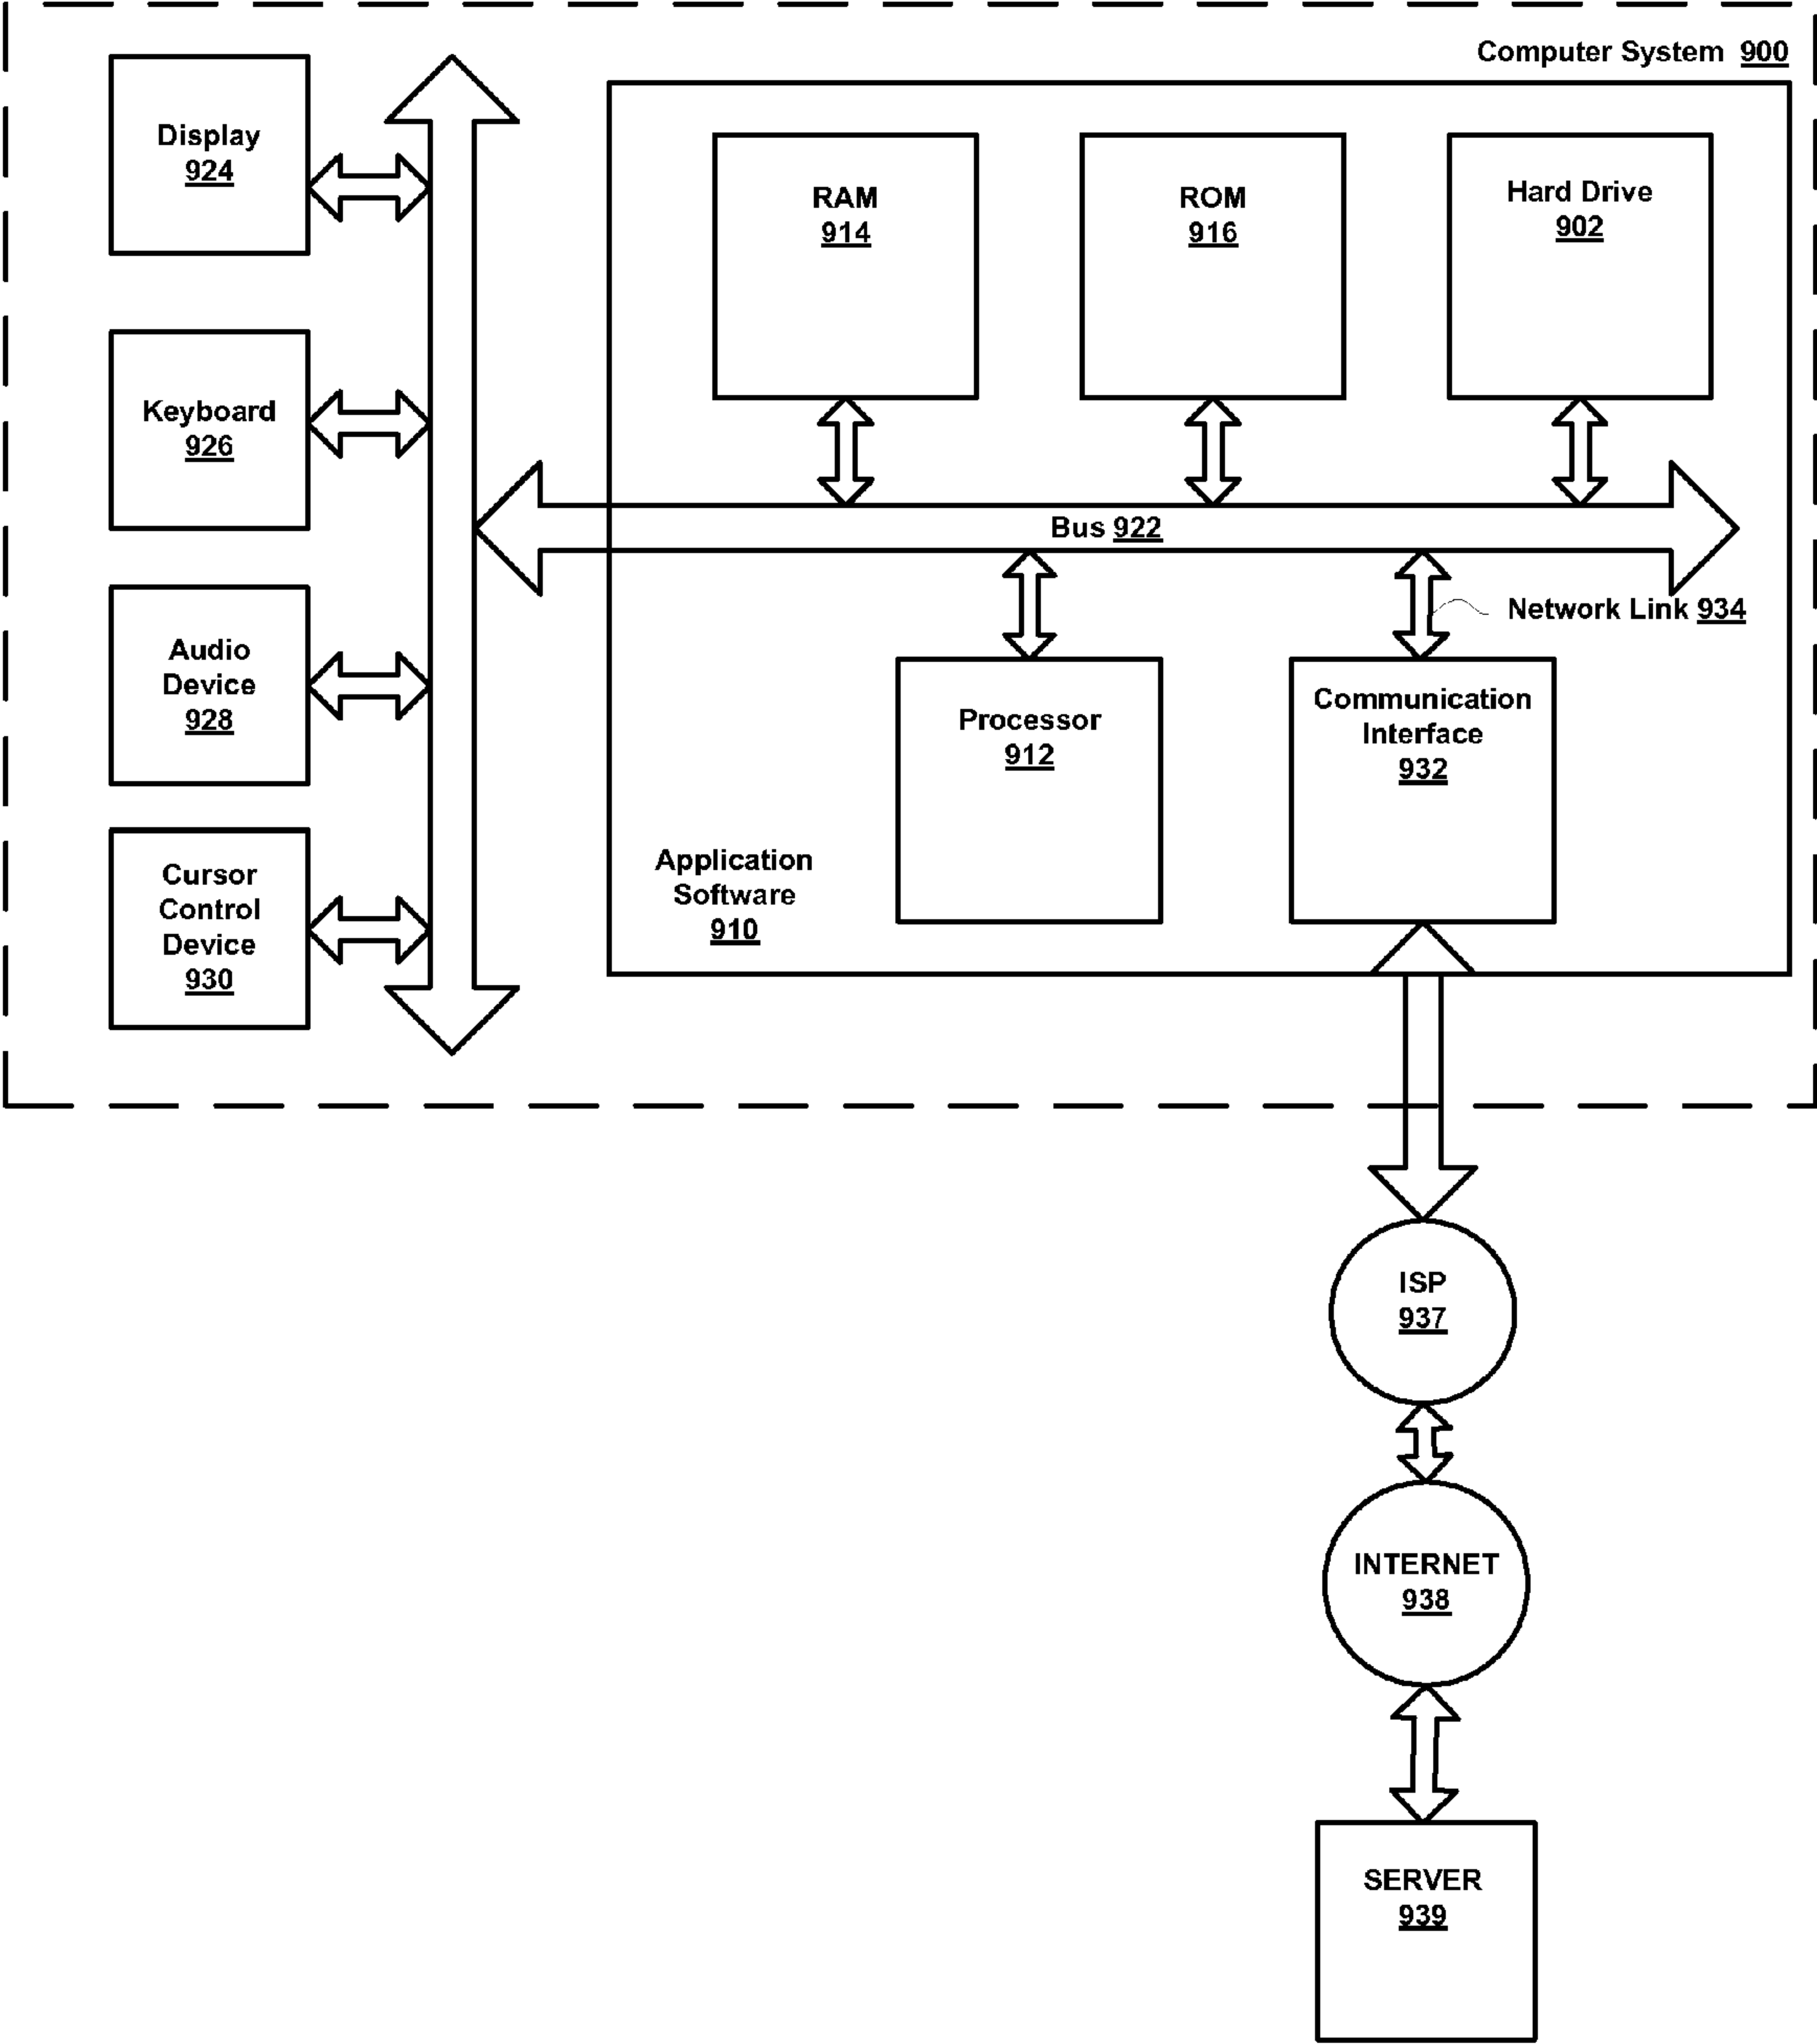 Computer System 900
Display
924
RAM
914
ROM
916
Hard Drive
902
Keyboard
926
Bus 922
Network Link 934
Audio
Device
928
Processor
912
Communication
Interface
932
Application
Software
910
Cursor
Control
Device
930
ISP
937
INTERNET
938
SERVER
939